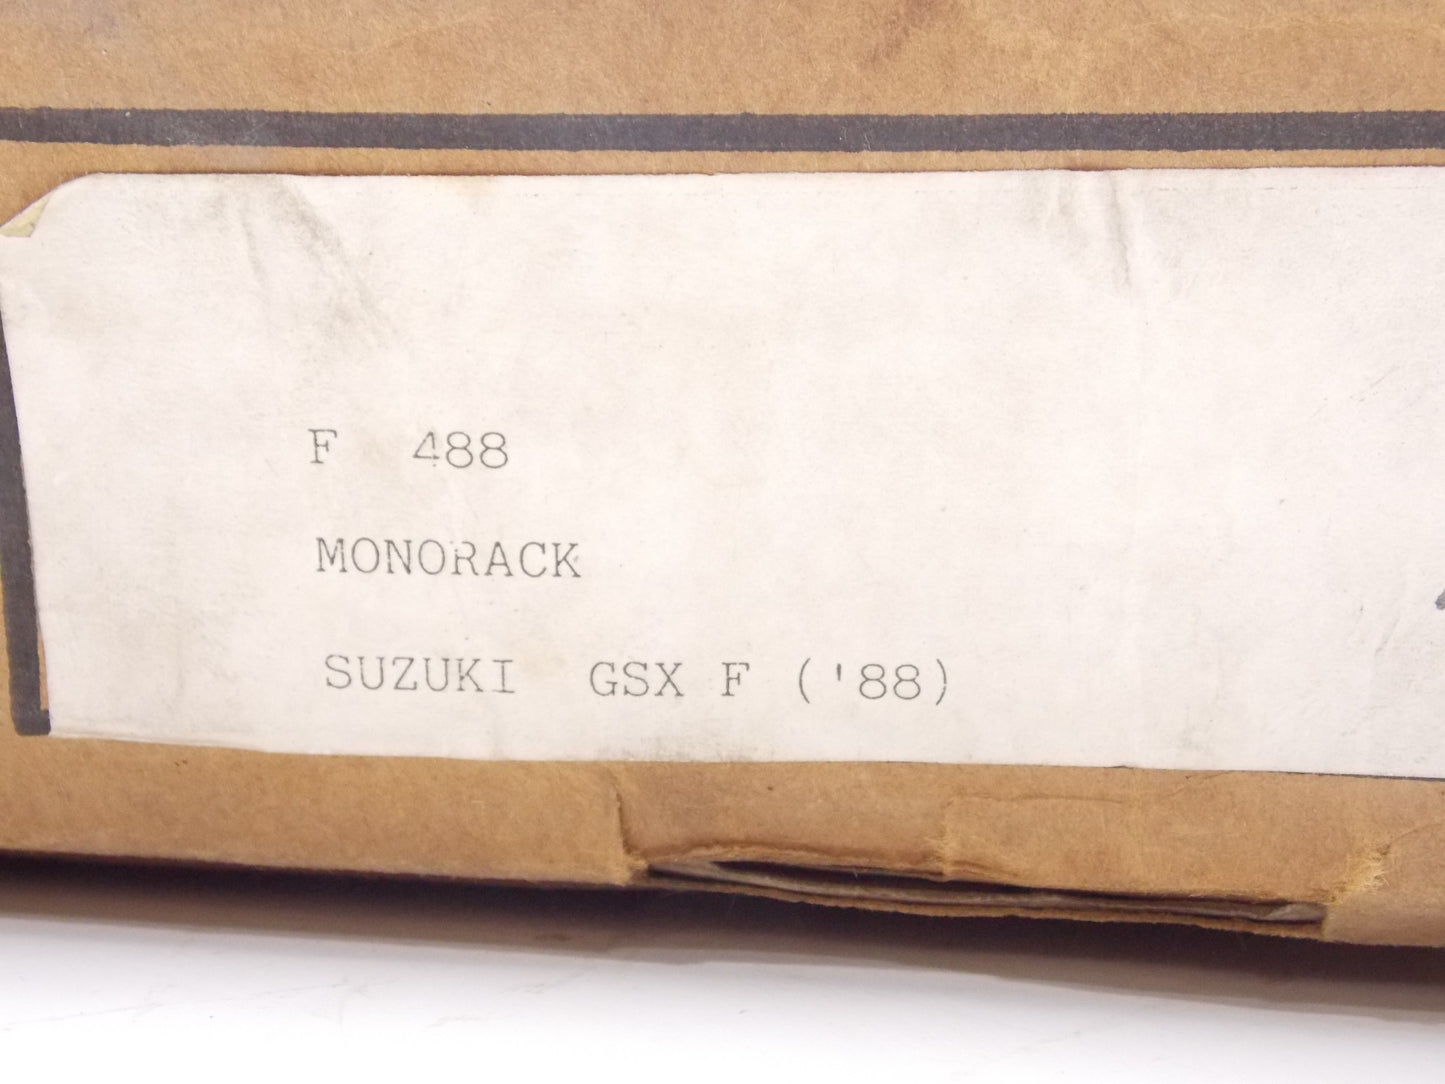 F 488
MONORACK
SUZUKI GSX F ('88)